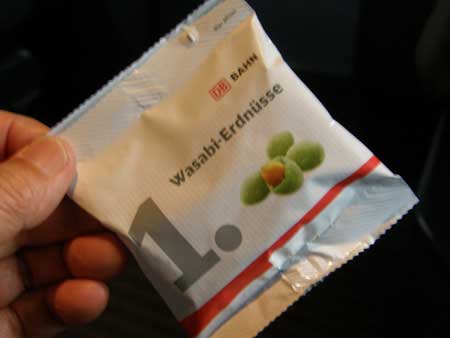 DB BAHN
Wasabi-Erdnüsse
1.